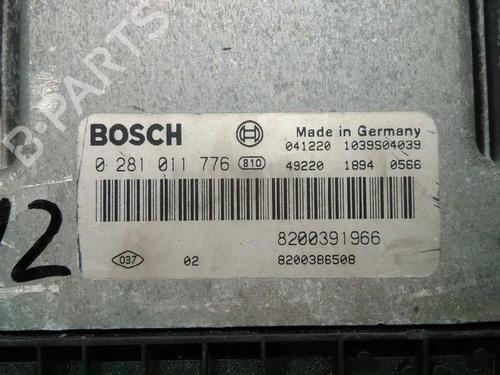 B-PARTS
BOSCH
Made in Germany
041220 1039S04039
0 281 011 776 810
49220 1894 0566
8200391966
037 02 8200386508
12